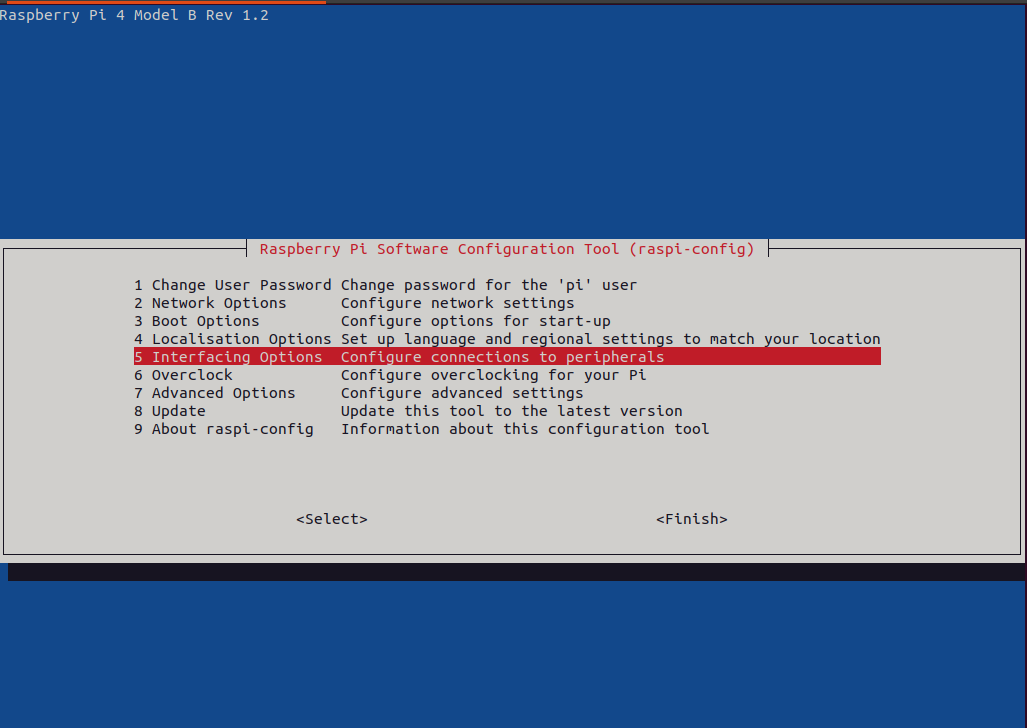 Raspberry Pi 4 Model B Rev 1.2
Raspberry Pi Software Configuration Tool (raspi-config)
1 Change User Password Change password for the 'pi' user
2 Network Options Configure network settings
3 Boot Options Configure options for start-up
4 Localisation Options Set up language and regional settings to match your location
5 Interfacing Options Configure connections to peripherals
6 Overclock Configure overclocking for your Pi
7 Advanced Options Configure advanced settings
8 Update Update this tool to the latest version
9 About raspi-config Information about this configuration tool
<Select> <Finish>